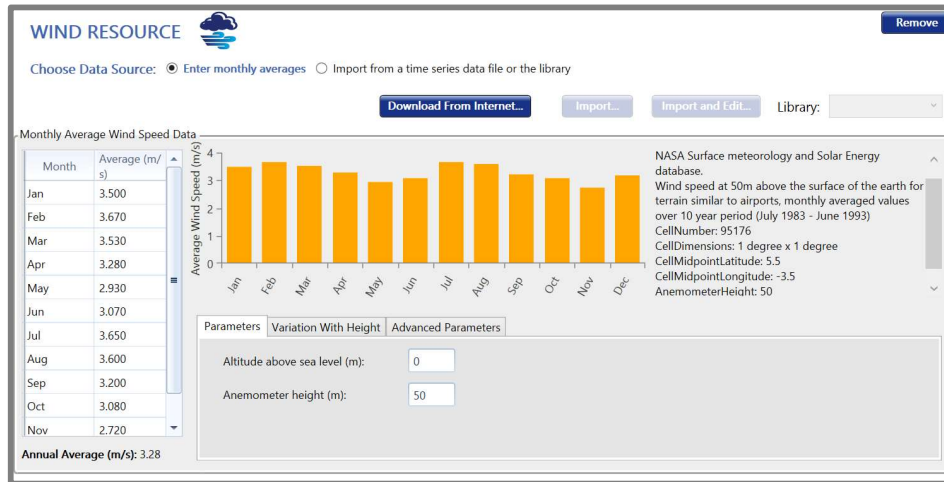 WIND RESOURCE
Remove
Choose Data Source: Enter monthly averages Import from a time series data file or the library
Download From Internet... Import... Import and Edit... Library:
Monthly Average Wind Speed Data
Month Average (m/
s)
Jan 3.500
Feb 3.670
Mar 3.530
Apr 3.280
May 2.930
Jun 3.070
Jul 3.650
Aug 3.600
Sep 3.200
Oct 3.080
Nov 2.720
Annual Average (m/s): 3.28
Average Wind Speed (m/s)
4
3
2
1
0
Jan Feb Mar Apr May Jun Jul Aug Sep Oct Nov Dec
NASA Surface meteorology and Solar Energy
database.
Wind speed at 50m above the surface of the earth for
terrain similar to airports, monthly averaged values
over 10 year period (July 1983 - June 1993)
CellNumber: 95176
CellDimensions: 1 degree x 1 degree
CellMidpointLatitude: 5.5
CellMidpointLongitude: -3.5
AnemometerHeight: 50
Parameters Variation With Height Advanced Parameters
Altitude above sea level (m): 0
Anemometer height (m): 50